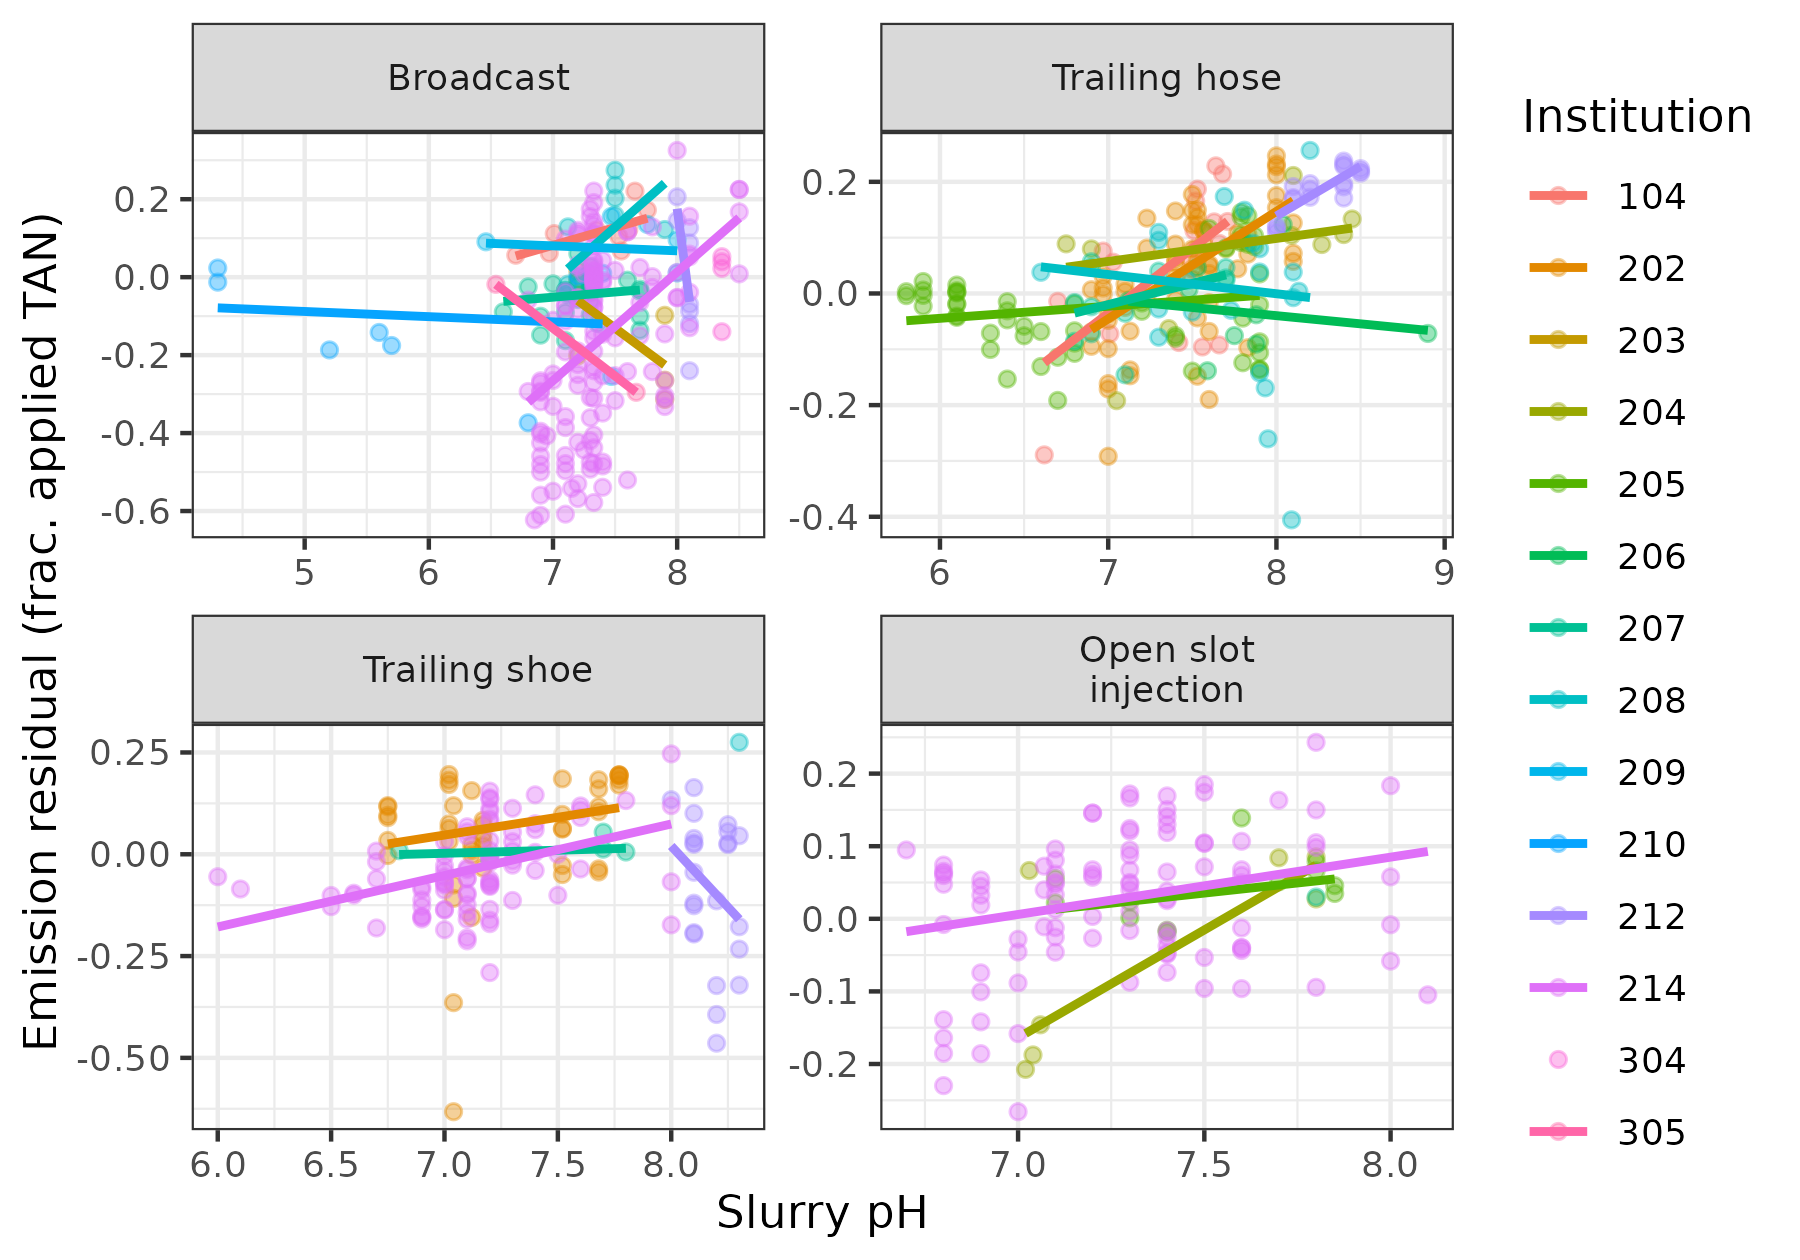 Broadcast
Trailing hose
0.2
0.0
-0.2
-0.4
-0.6
5 6 7 8
0.2
0.0
-0.2
-0.4
6 7 8 9
Trailing shoe
Open slot
injection
0.25
0.00
-0.25
-0.50
6.0 6.5 7.0 7.5 8.0
0.2
0.1
0.0
-0.1
-0.2
7.0 7.5 8.0
Slurry pH
Emission residual (frac. applied TAN)
Institution
104
202
203
204
205
206
207
208
209
210
212
214
304
305